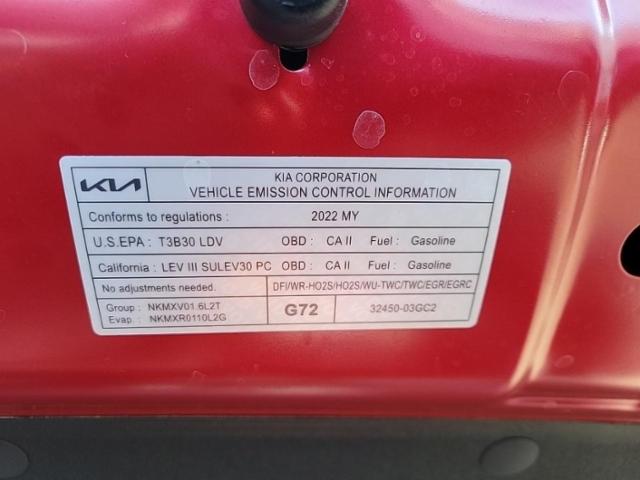 KIA KIA CORPORATION
VEHICLE EMISSION CONTROL INFORMATION
Conforms to regulations : 2022 MY
U.S.EPA : T3B30 LDV OBD : CA II Fuel : Gasoline
California : LEV III SULEV30 PC OBD : CA II Fuel : Gasoline
No adjustments needed. DFI/WR-HO2S/HO2S/WU-TWC/TWC/EGR/EGRC
Group : NKMXV01.6L2T
Evap. : NKMXR0110L2G
G72 32450-03GC2